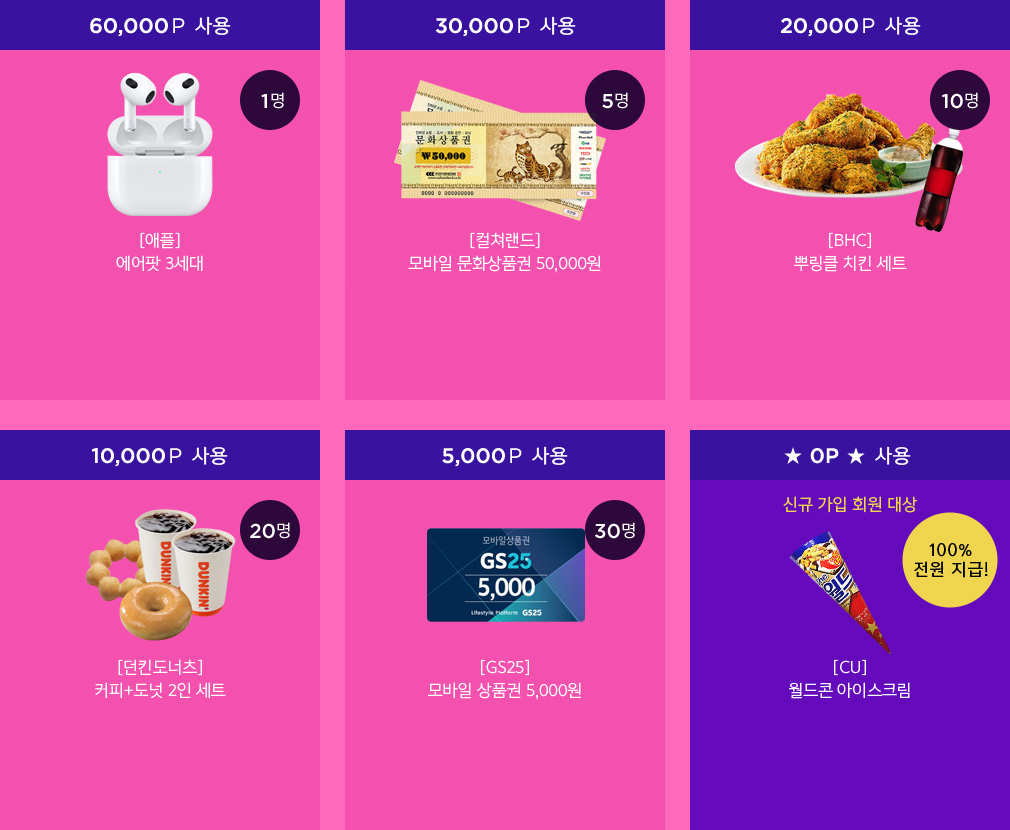 60,000P 사용
1명
[애플]
에어팟 3세대
30,000P 사용
5명
문화상품권
₩50,000
[컬쳐랜드]
모바일 문화상품권 50,000원
20,000P 사용
10명
[BHC]
뿌링클 치킨 세트
10,000P 사용
20명
DUNKIN'
DUNKIN'
[던킨도너츠]
커피+도넛 2인 세트
5,000P 사용
30명
모바일상품권
GS25
5,000
Lifestyle Platform GS25
[GS25]
모바일 상품권 5,000원
★ 0P ★ 사용
신규 가입 회원 대상
100%
전원 지급!
월드콘
[CU]
월드콘 아이스크림